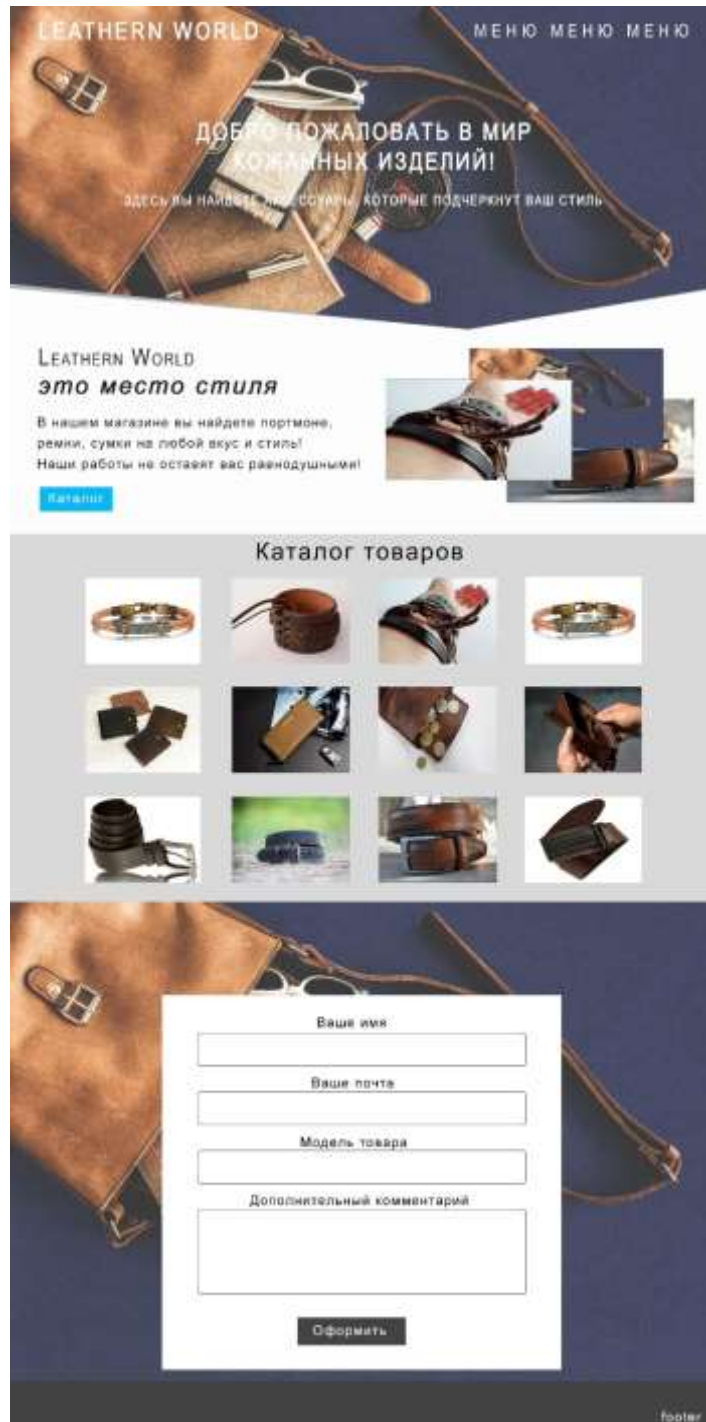 LEATHERN WORLD
МЕНЮ МЕНЮ МЕНЮ
ДОБРО ПОЖАЛОВАТЬ В МИР
КОЖАННЫХ ИЗДЕЛИЙ!
ЗДЕСЬ ВЫ НАЙДЕТЕ АКСЕССУАРЫ, КОТОРЫЕ ПОДЧЕРКНУТ ВАШ СТИЛЬ
LEATHERN WORLD
это место стиля
В нашем магазине вы найдете портмоне,
ремни, сумки на любой вкус и стиль!
Наши работы не оставят вас равнодушными!
Каталог
Каталог товаров
Ваше имя
Ваше почта
Модель товара
Дополнительный комментарий
Оформить
footer